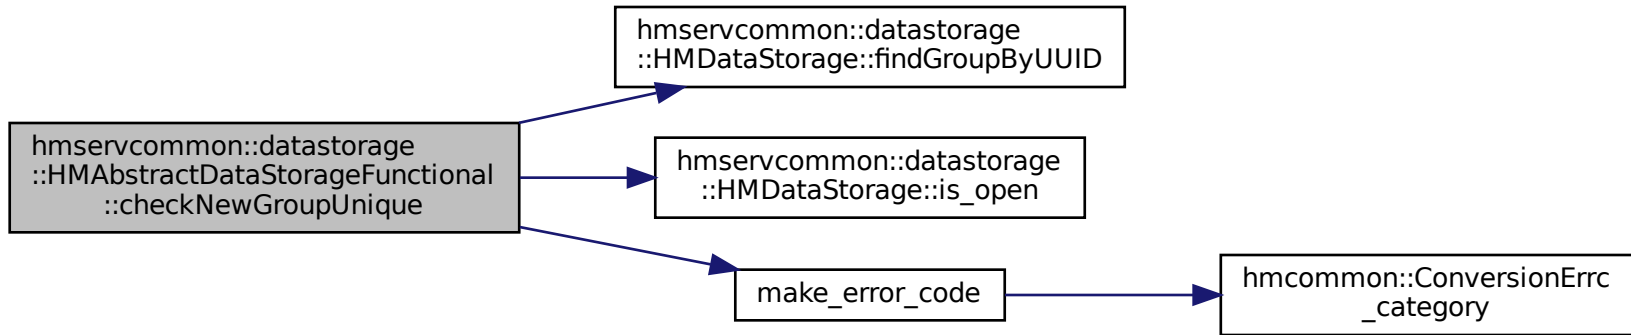 hmservcommon::datastorage
::HMAbstractDataStorageFunctional
::checkNewGroupUnique
hmservcommon::datastorage
::HMDataStorage::findGroupByUUID
hmservcommon::datastorage
::HMDataStorage::is_open
make_error_code
hmcommon::ConversionErrc
_category